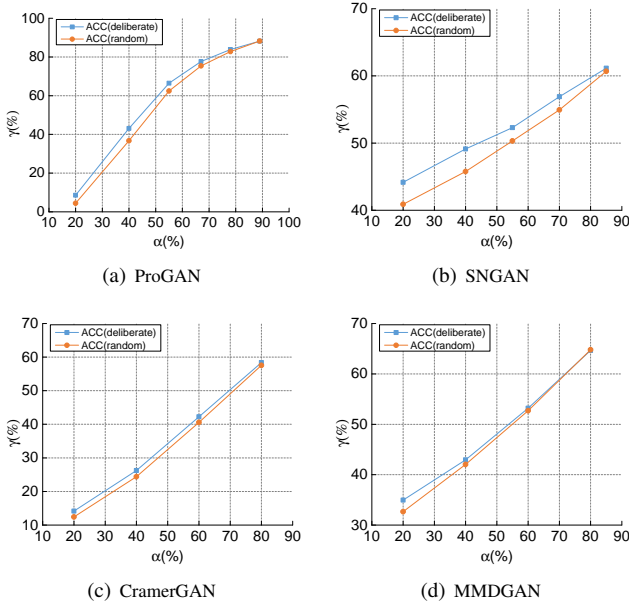 100
80
60
40
20
0
γ(%)
ACC(deliberate)
ACC(random)
10 20 30 40 50 60 70 80 90 100
α(%)
(a) ProGAN
70
60
50
40
γ(%)
ACC(deliberate)
ACC(random)
10 20 30 40 50 60 70 80 90
α(%)
(b) SNGAN
70
60
50
40
30
20
10
γ(%)
ACC(deliberate)
ACC(random)
10 20 30 40 50 60 70 80 90
α(%)
(c) CramerGAN
70
60
50
40
30
γ(%)
ACC(deliberate)
ACC(random)
10 20 30 40 50 60 70 80 90
α(%)
(d) MMDGAN